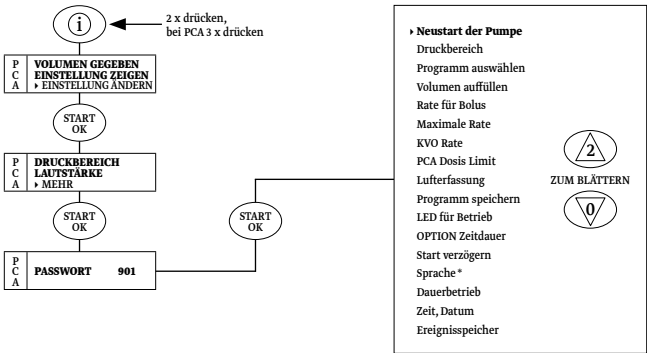 i
2 x drücken,
bei PCA 3 x drücken
P
C
A
VOLUMEN GEGEBEN
EINSTELLUNG ZEIGEN
▸ EINSTELLUNG ÄNDERN
START
OK
P
C
A
DRUCKBEREICH
LAUTSTÄRKE
▸ MEHR
START
OK
P
C
A
PASSWORT 901
START
OK
▸ Neustart der Pumpe
Druckbereich
Programm auswählen
Volumen auffüllen
Rate für Bolus
Maximale Rate
KVO Rate
PCA Dosis Limit
Lufterfassung
Programm speichern
LED für Betrieb
OPTION Zeitdauer
Start verzögern
Sprache*
Dauerbetrieb
Zeit, Datum
Ereignisspeicher
2
ZUM BLÄTTERN
0